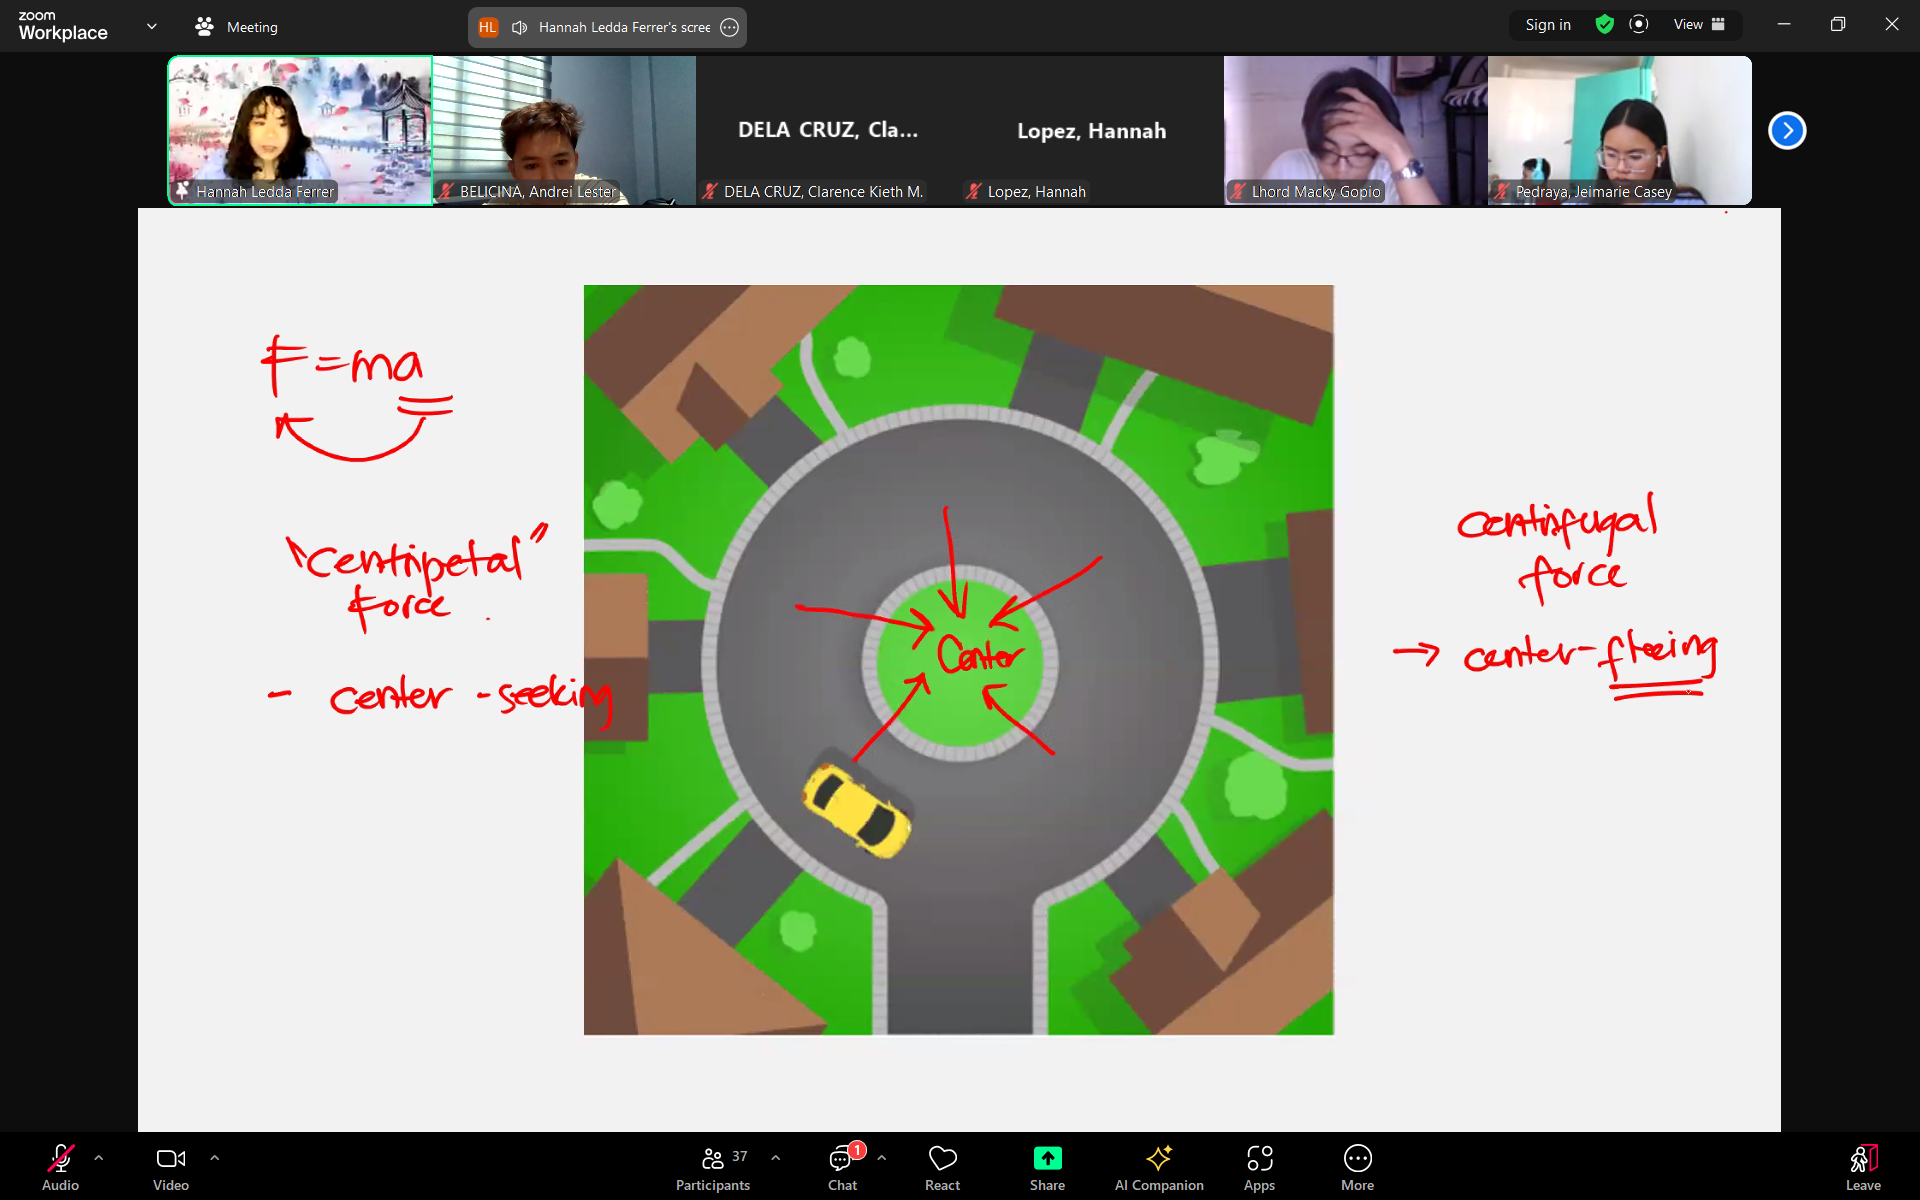 zoom
Workplace
Meeting
HL
Hannah Ledda Ferrer's scree
Sign in
View
Hannah Ledda Ferrer
BELICINA, Andrei Lester
DELA CRUZ, Cla...
DELA CRUZ, Clarence Kieth M.
Lopez, Hannah
Lopez, Hannah
Lhord Macky Gopio
Pedraya, Jeimarie Casey
F=ma
"centripetal"
force
- center -seeking
Center
centrifugal
force
→ center-fleeing
Audio
Video
Participants
37
Chat
1
React
Share
AI Companion
Apps
More
Leave